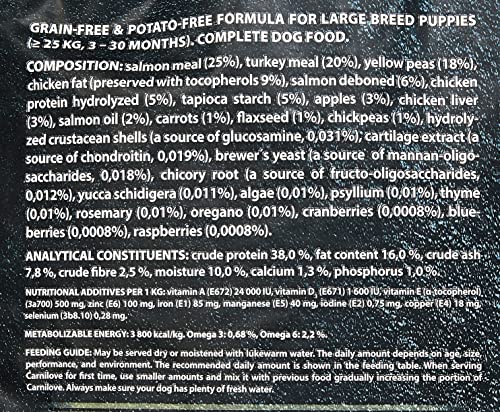 GRAIN-FREE & POTATO-FREE FORMULA FOR LARGE BREED PUPPIES
(≥ 25 KG, 3 – 30 MONTHS). COMPLETE DOG FOOD.
COMPOSITION: salmon meal (25%), turkey meal (20%), yellow peas (18%),
chicken fat (preserved with tocopherols 9%), salmon deboned (6%), chicken
protein hydrolyzed (5%), tapioca starch (5%), apples (3%), chicken liver
(3%), salmon oil (2%), carrots (1%), flaxseed (1%), chickpeas (1%), hydroly-
zed crustacean shells (a source of glucosamine, 0,031%); cartilage extract (a
source of chondroitin, 0,019%), brewer's yeast (a source of mannan-oligo-
saccharides, 0,018%), chicory root (a source of fructo-oligosaccharides,
0,012%), yucca schidigera (0,011%), algae (0,01%), psyllium (0,01%), thyme
(0,01%), rosemary (0,01%), oregano (0,01%), cranberries (0,0008%), blue-
berries (0,0008%), raspberries (0,0008%).
ANALYTICAL CONSTITUENTS: crude protein 38,0 %, fat content 16,0 %, crude ash
7,8 %, crude fibre 2,5 %, moisture 10,0 %, calcium 1,3 %, phosphorus 1,0 %.
NUTRITIONAL ADDITIVES PER 1 KG: vitamin A (E672) 24 000 IU, vitamin D₃ (E671) 1 600 IU, vitamin E (α-tocopherol)
(3a700) 500 mg, zinc (E6) 100 mg, iron (E1) 85 mg, manganese (E5) 40 mg, iodine (E2) 0,75 mg, copper (E4) 18 mg,
selenium (3b8.10) 0,28 mg.
METABOLIZABLE ENERGY: 3 800 kcal/kg. Omega 3: 0,68 %, Omega 6: 2,2 %.
FEEDING GUIDE: May be served dry or moistened with lukewarm water. The daily amount depends on age, size,
performance, and environment. The recommended daily amount is shown in the feeding table. When serving
Carnilove for first time, use smaller amounts and mix it with previous food gradually increasing the portion of
Carnilove. Always make sure your dog has plenty of fresh water.